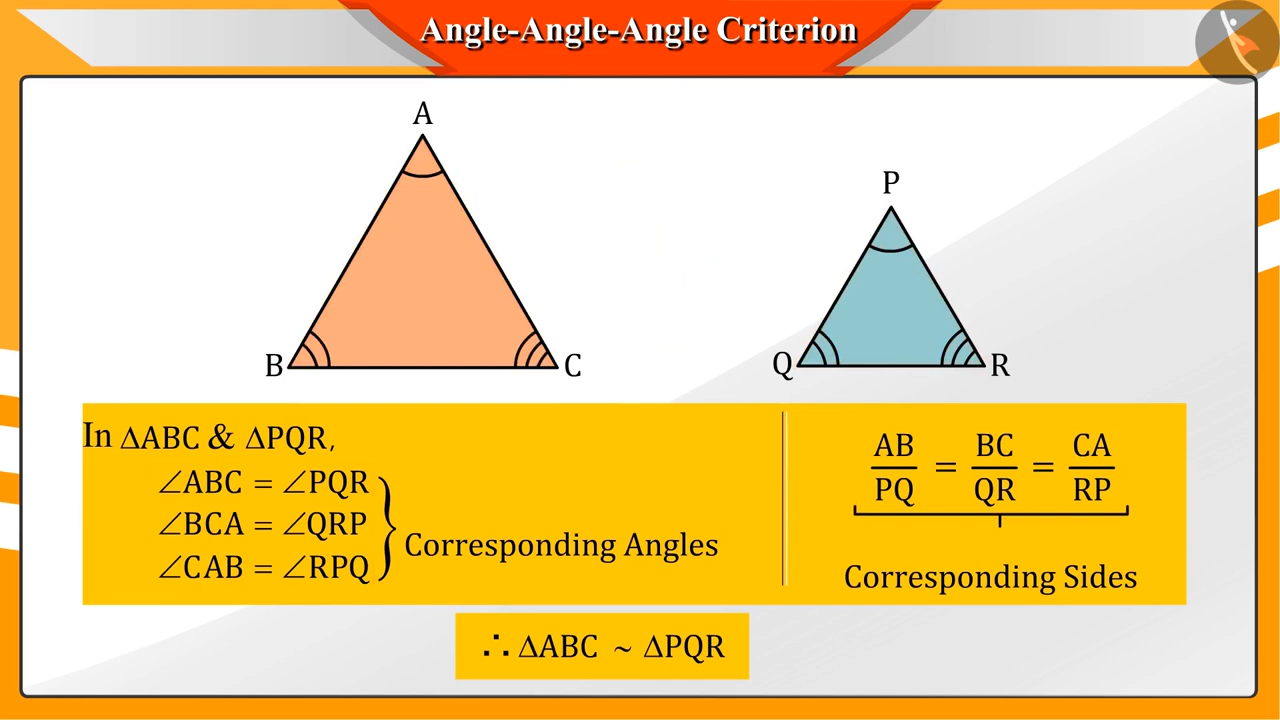 Angle-Angle-Angle Criterion
A
P
B
C
Q
R
In ΔABC & ΔPQR,
∠ABC = ∠PQR
∠BCA = ∠QRP
∠CAB = ∠RPQ
Corresponding Angles
AB/PQ = BC/QR = CA/RP
Corresponding Sides
∴ ΔABC ~ ΔPQR